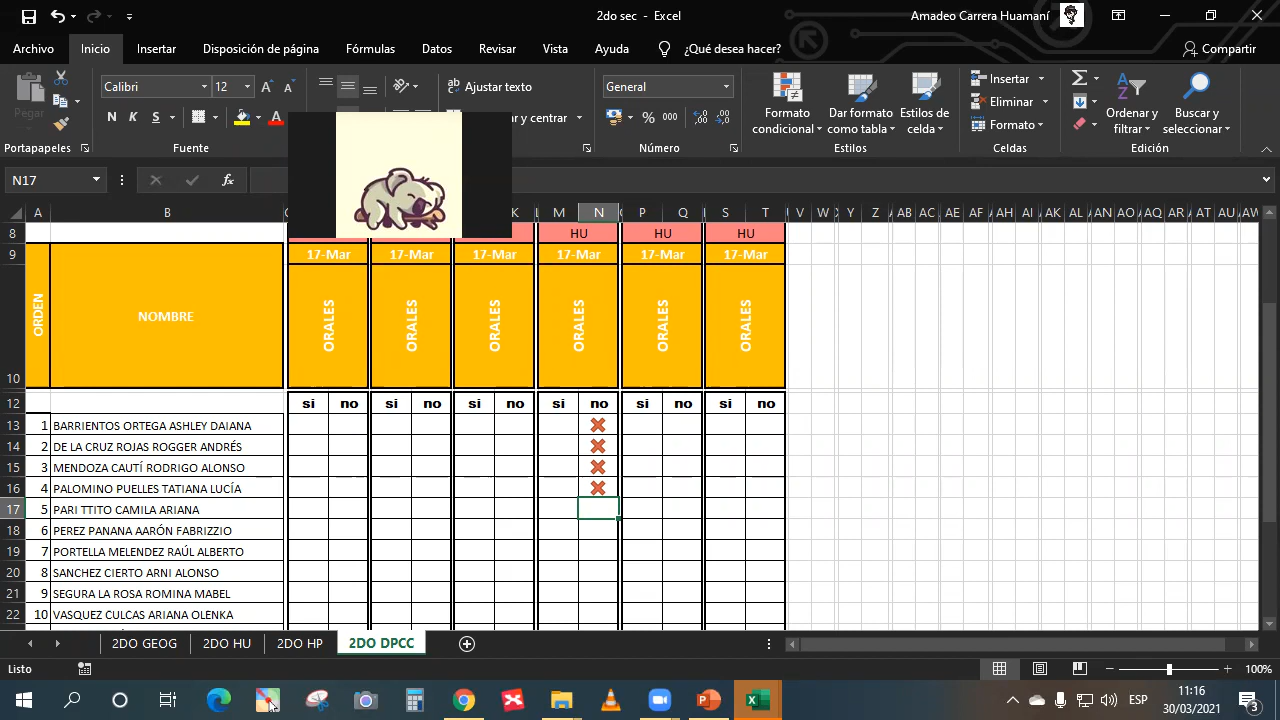 2do sec - Excel
Amadeo Carrera Huamaní
Archivo Inicio Insertar Disposición de página Fórmulas Datos Revisar Vista Ayuda ¿Qué desea hacer? Compartir
Pegar
Calibri 12
N K S A
Ajustar texto
y centrar
General
% 000
Formato condicional
Dar formato como tabla
Estilos de celda
Insertar
Eliminar
Formato
Ordenar y filtrar
Buscar y seleccionar
Portapapeles Fuente Número Estilos Celdas Edición
N17 fx
A B K L M N P Q S T V W X Y Z AB AC AE AF AH AI AK AL AN AO AQ AR AT AU AW
8 HU HU HU
9 17-Mar 17-Mar 17-Mar 17-Mar 17-Mar 17-Mar
10 ORDEN NOMBRE ORALES ORALES ORALES ORALES ORALES ORALES
12 si no si no si no si no si no si no
13 1 BARRIENTOS ORTEGA ASHLEY DAIANA
14 2 DE LA CRUZ ROJAS ROGGER ANDRÉS
15 3 MENDOZA CAUTÍ RODRIGO ALONSO
16 4 PALOMINO PUELLES TATIANA LUCÍA
17 5 PARI TTITO CAMILA ARIANA
18 6 PEREZ PANANA AARÓN FABRIZZIO
19 7 PORTELLA MELENDEZ RAÚL ALBERTO
20 8 SANCHEZ CIERTO ARNI ALONSO
21 9 SEGURA LA ROSA ROMINA MABEL
22 10 VASQUEZ CULCAS ARIANA OLENKA
2DO GEOG 2DO HU 2DO HP 2DO DPCC
Listo 100%
ESP 11:16
30/03/2021 3